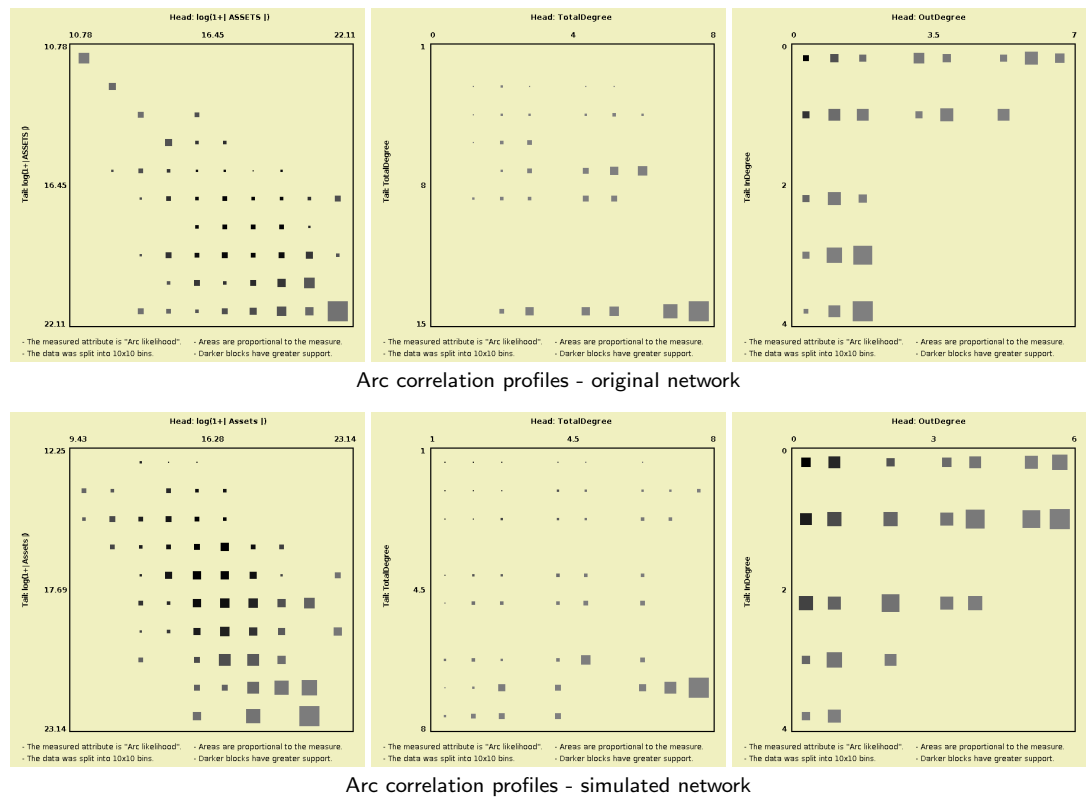 Head: log(1+| ASSETS |)
10.78 16.45 22.11
10.78
16.45
22.11
Tail: log(1+| ASSETS |)
- The measured attribute is "Arc likelihood". - Areas are proportional to the measure.
- The data was split into 10x10 bins. - Darker blocks have greater support.
Head: TotalDegree
0 4 8
1
8
15
Tail: TotalDegree
- The measured attribute is "Arc likelihood". - Areas are proportional to the measure.
- The data was split into 10x10 bins. - Darker blocks have greater support.
Head: OutDegree
0 3.5 7
0
2
4
Tail: InDegree
- The measured attribute is "Arc likelihood". - Areas are proportional to the measure.
- The data was split into 10x10 bins. - Darker blocks have greater support.
Arc correlation profiles - original network
Head: log(1+| Assets |)
9.43 16.28 23.14
12.25
17.69
23.14
Tail: log(1+| Assets |)
- The measured attribute is "Arc likelihood". - Areas are proportional to the measure.
- The data was split into 10x10 bins. - Darker blocks have greater support.
Head: TotalDegree
1 4.5 8
1
4.5
8
Tail: TotalDegree
- The measured attribute is "Arc likelihood". - Areas are proportional to the measure.
- The data was split into 10x10 bins. - Darker blocks have greater support.
Head: OutDegree
0 3 6
0
2
4
Tail: InDegree
- The measured attribute is "Arc likelihood". - Areas are proportional to the measure.
- The data was split into 10x10 bins. - Darker blocks have greater support.
Arc correlation profiles - simulated network